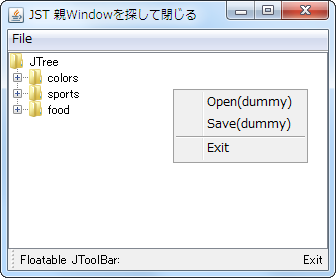 JST 親Windowを探して閉じる
File
JTree
colors
sports
food
Open(dummy)
Save(dummy)
Exit
Floatable JToolBar: Exit